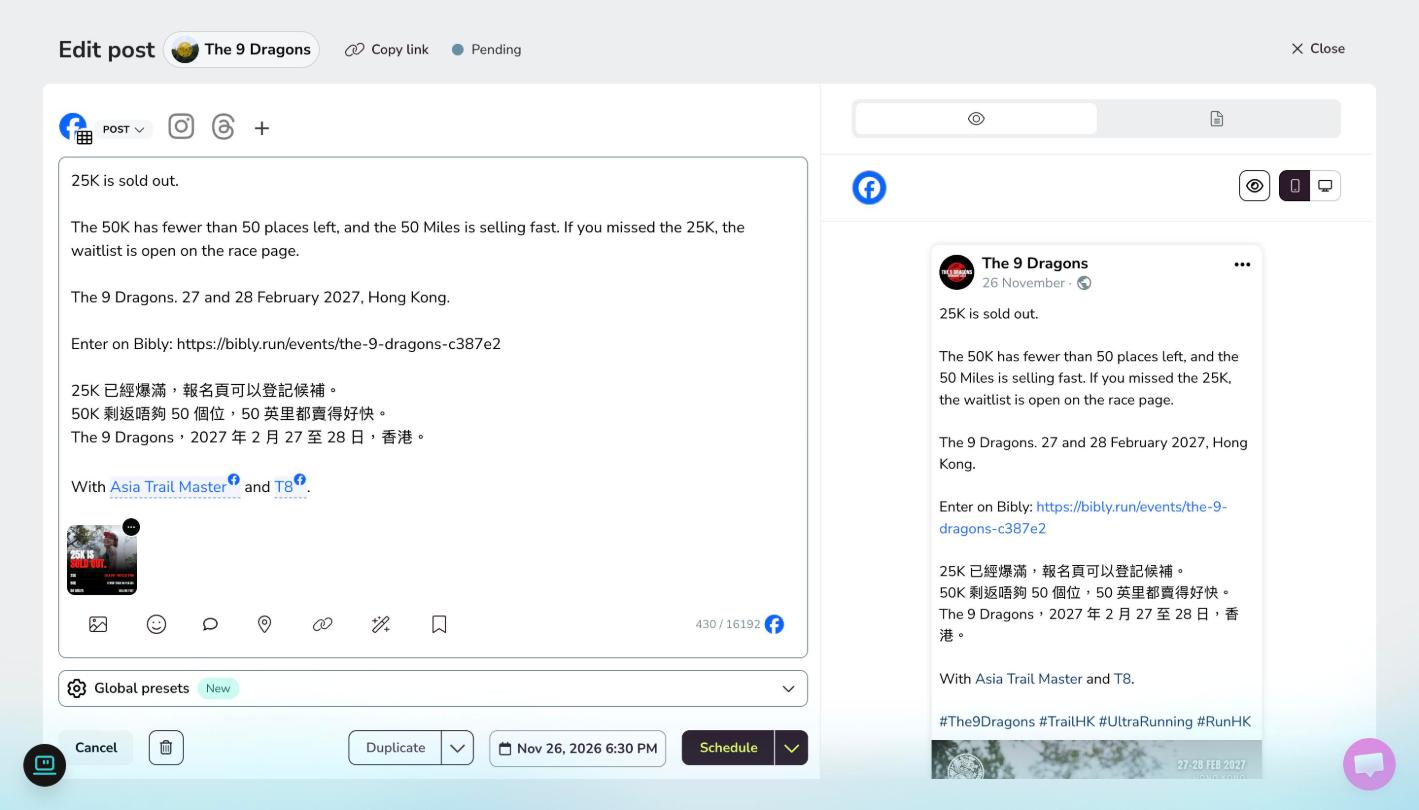 Edit post
The 9 Dragons
Copy link
Pending
Close
POST
25K is sold out.
The 50K has fewer than 50 places left, and the 50 Miles is selling fast. If you missed the 25K, the
waitlist is open on the race page.
The 9 Dragons. 27 and 28 February 2027, Hong Kong.
Enter on Bibly: https://bibly.run/events/the-9-dragons-c387e2
25K 已經爆滿，報名頁可以登記候補。
50K 剩返唔夠 50 個位，50 英里都賣得好快。
The 9 Dragons，2027 年 2 月 27 至 28 日，香港。
With Asia Trail Master and T8.
25K IS
SOLD OUT.
430 / 16192
Global presets
New
Cancel
Duplicate
Nov 26, 2026 6:30 PM
Schedule
The 9 Dragons
26 November ·
25K is sold out.
The 50K has fewer than 50 places left, and the
50 Miles is selling fast. If you missed the 25K,
the waitlist is open on the race page.
The 9 Dragons. 27 and 28 February 2027, Hong
Kong.
Enter on Bibly: https://bibly.run/events/the-9-
dragons-c387e2
25K 已經爆滿，報名頁可以登記候補。
50K 剩返唔夠 50 個位，50 英里都賣得好快。
The 9 Dragons，2027 年 2 月 27 至 28 日，香
港。
With Asia Trail Master and T8.
#The9Dragons #TrailHK #UltraRunning #RunHK
27-28 FEB 2027
HONG KONG